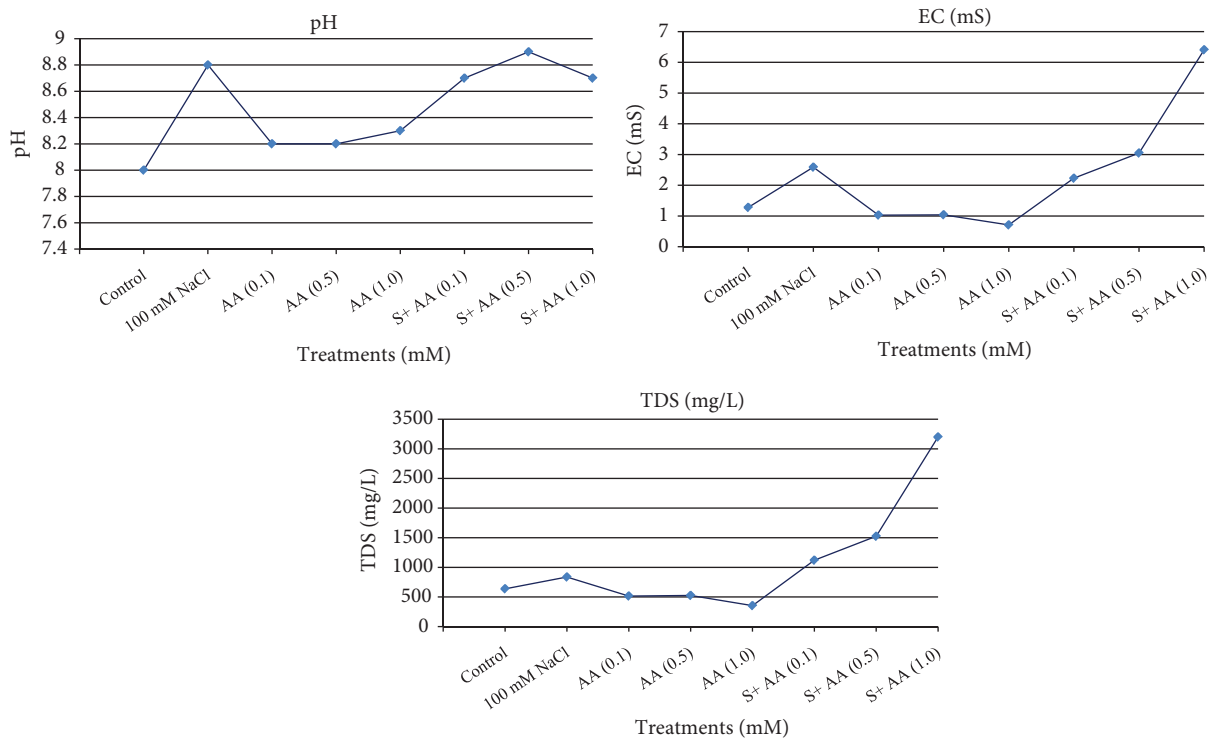 pH
9
8.8
8.6
8.4
8.2
8
7.8
7.6
7.4
pH
Control
100 mM NaCl
AA (0.1)
AA (0.5)
AA (1.0)
S+ AA (0.1)
S+ AA (0.5)
S+ AA (1.0)
Treatments (mM)
EC (mS)
7
6
5
4
3
2
1
0
EC (mS)
Control
100 mM NaCl
AA (0.1)
AA (0.5)
AA (1.0)
S+ AA (0.1)
S+ AA (0.5)
S+ AA (1.0)
Treatments (mM)
TDS (mg/L)
3500
3000
2500
2000
1500
1000
500
0
TDS (mg/L)
Control
100 mM NaCl
AA (0.1)
AA (0.5)
AA (1.0)
S+ AA (0.1)
S+ AA (0.5)
S+ AA (1.0)
Treatments (mM)